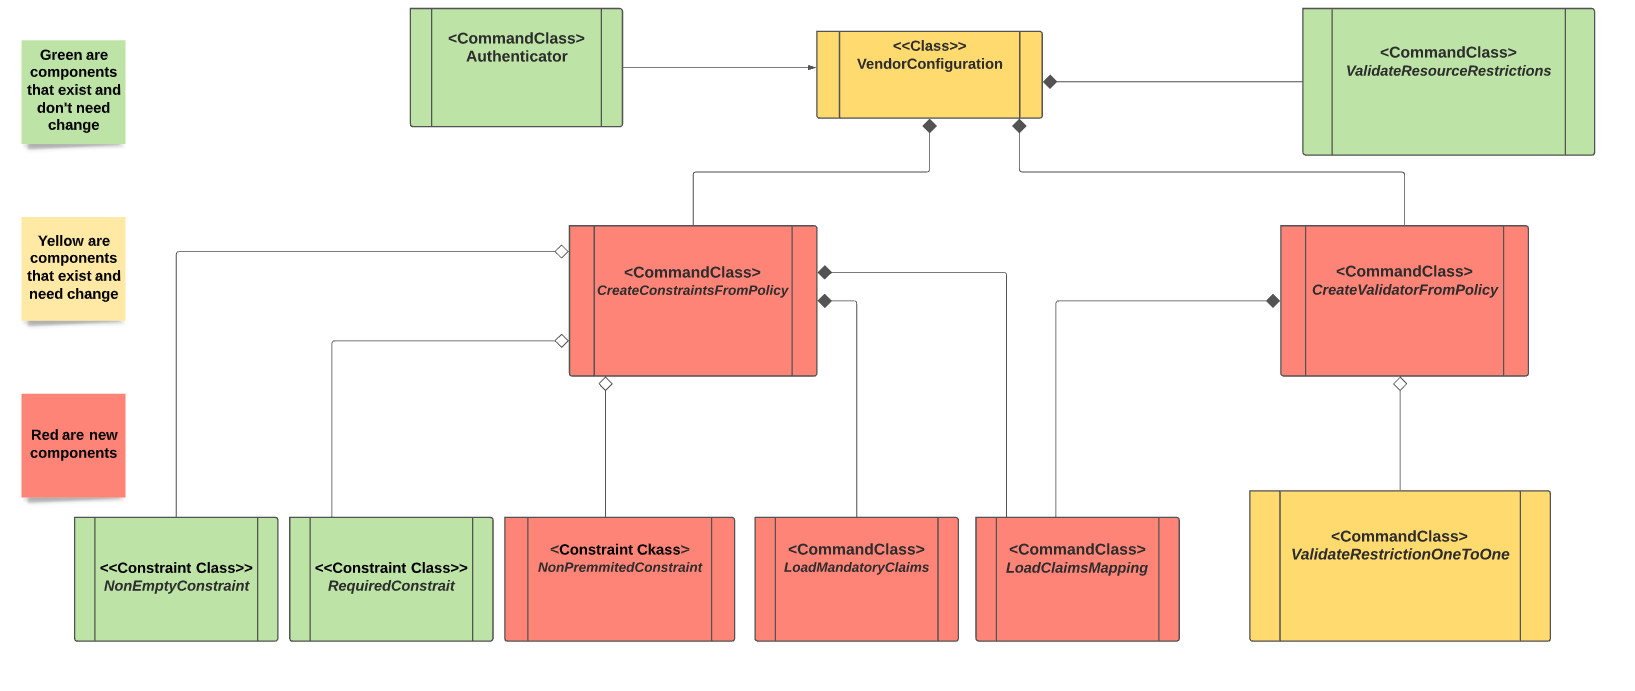 Green are
components
that exist and
don't need
change
<CommandClass>
Authenticator
<<Class>>
VendorConfiguration
<CommandClass>
ValidateResourceRestrictions
Yellow are
components
that exist and
need change
<CommandClass>
CreateConstraintsFromPolicy
<CommandClass>
CreateValidatorFromPolicy
Red are new
components
<<Constraint Class>>
NonEmptyConstraint
<<Constraint Class>>
RequiredConstrait
<Constraint Ckass>
NonPremmitedConstraint
<CommandClass>
LoadMandatoryClaims
<CommandClass>
LoadClaimsMapping
<CommandClass>
ValidateRestrictionOneToOne